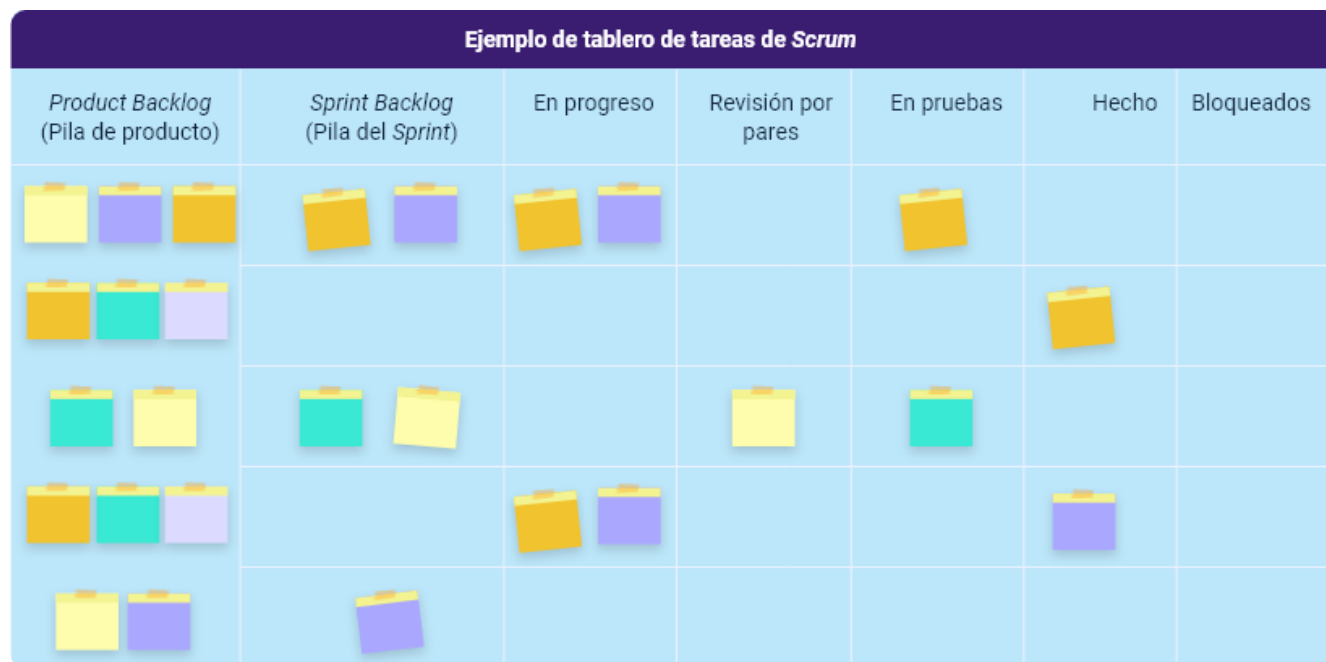 Ejemplo de tablero de tareas de Scrum
Product Backlog
(Pila de producto)
Sprint Backlog
(Pila del Sprint)
En progreso
Revisión por
pares
En pruebas
Hecho
Bloqueados